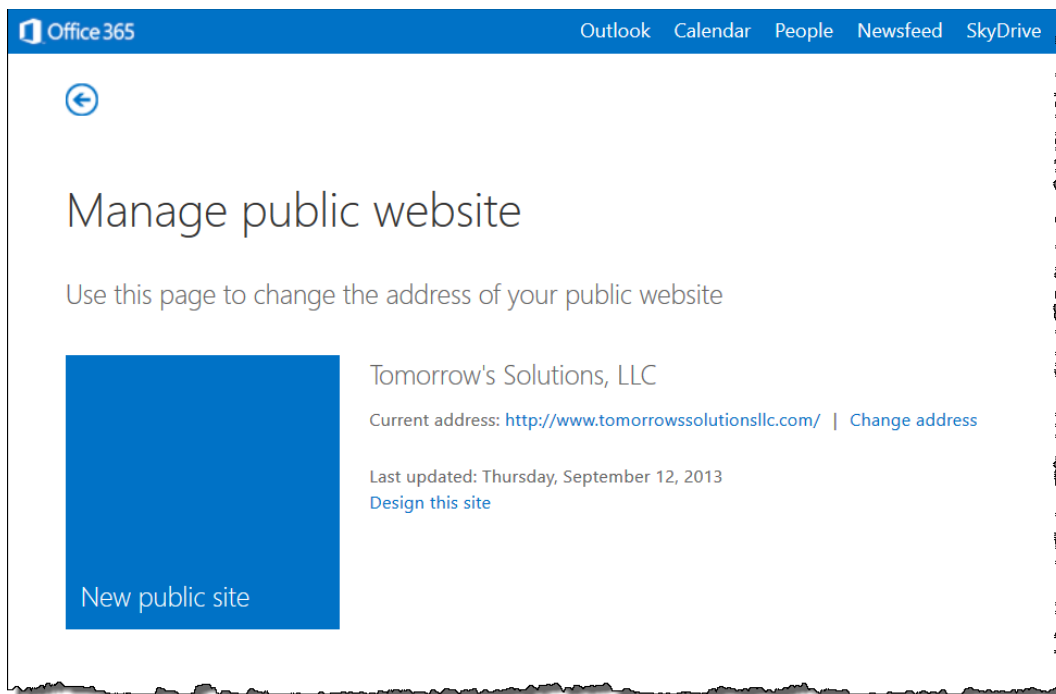 Office 365 Outlook Calendar People Newsfeed SkyDrive
Manage public website
Use this page to change the address of your public website
Tomorrow's Solutions, LLC
Current address: http://www.tomorrowssolutionsllc.com/ | Change address
Last updated: Thursday, September 12, 2013
Design this site
New public site